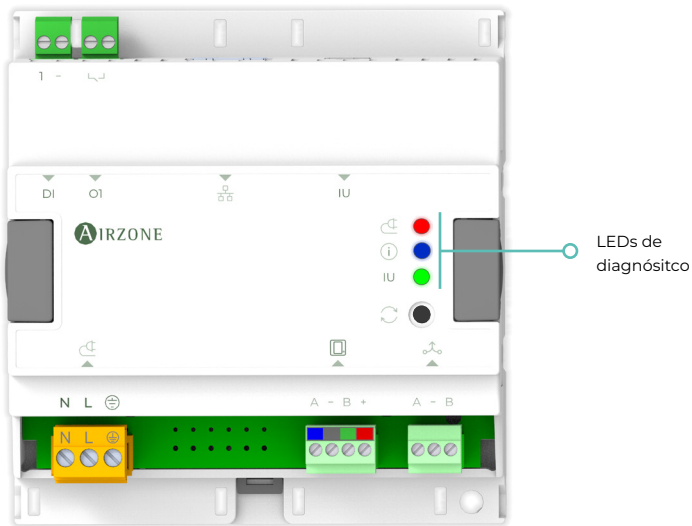 1 -
DI O1 IU
AIRZONE
i
IU
LEDs de
diagnósitco
N L A - B + A - B
N L